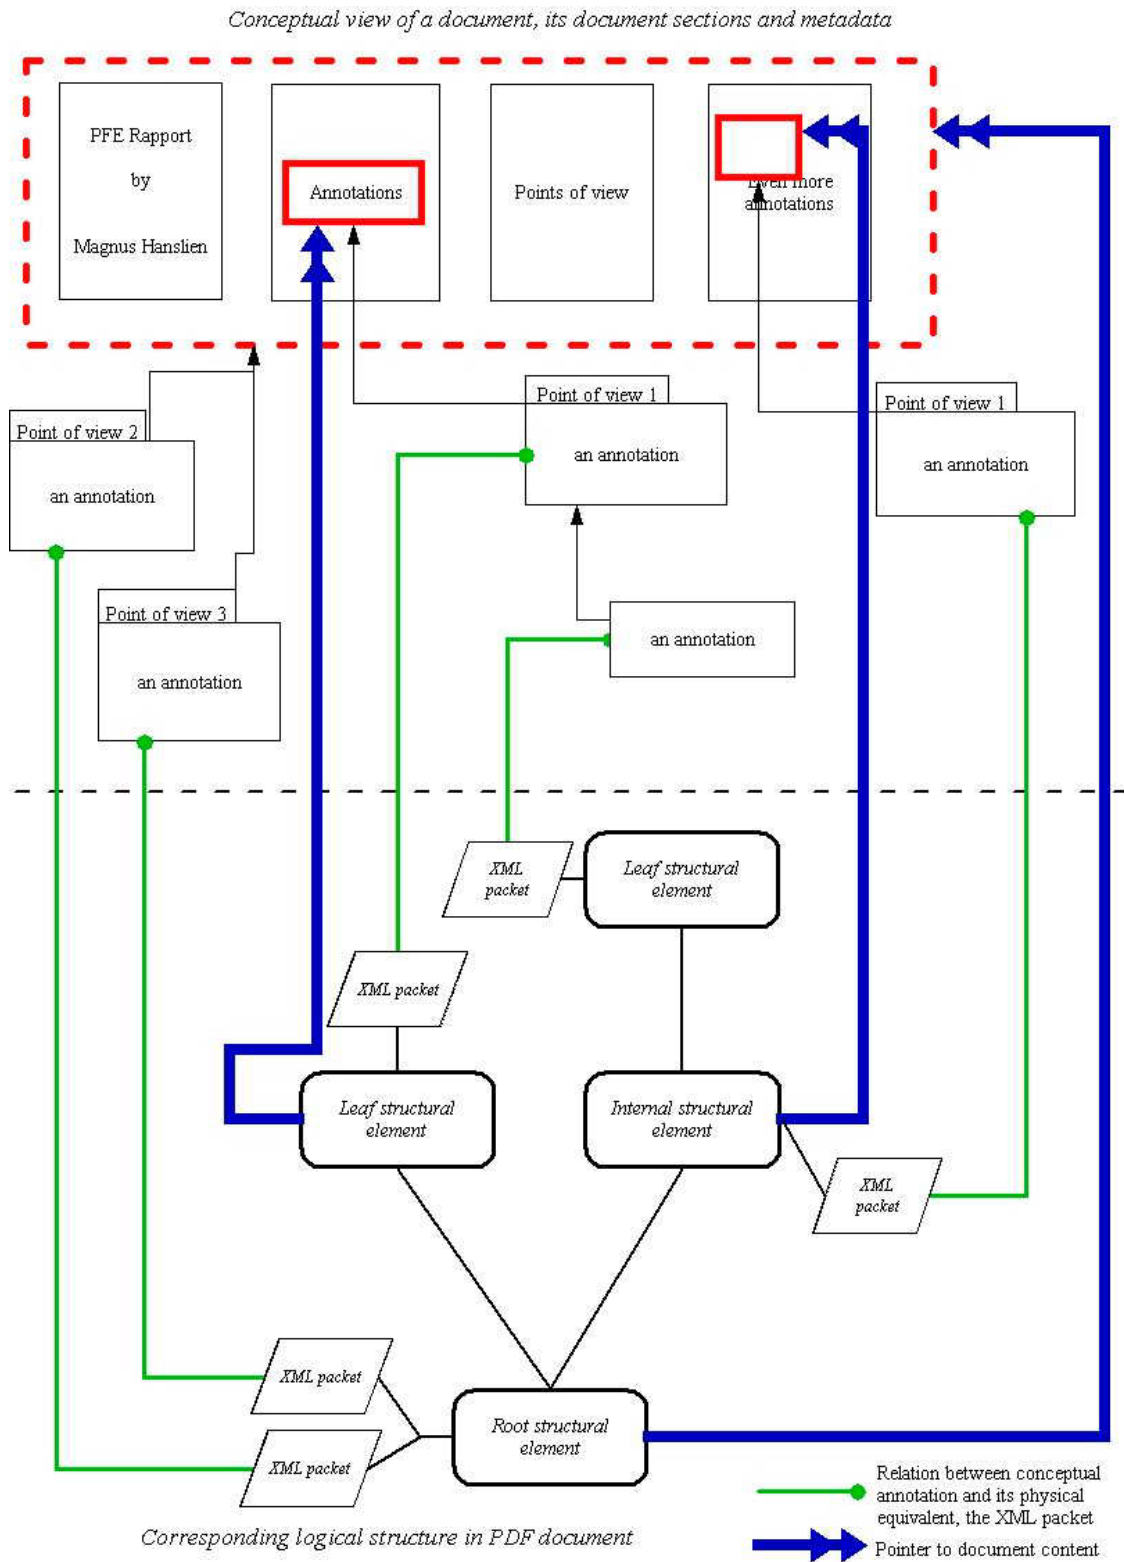 Conceptual view of a document, its document sections and metadata
PFE Rapport
by
Magnus Hanslien
Annotations
Points of view
Even more
annotations
Point of view 1
an annotation
Point of view 1
an annotation
Point of view 2
an annotation
Point of view 3
an annotation
an annotation
XML
packet
Leaf structural
element
XML packet
Leaf structural
element
Internal structural
element
XML
packet
XML packet
Root structural
element
XML packet
Relation between conceptual
annotation and its physical
equivalent, the XML packet
Pointer to document content
Corresponding logical structure in PDF document